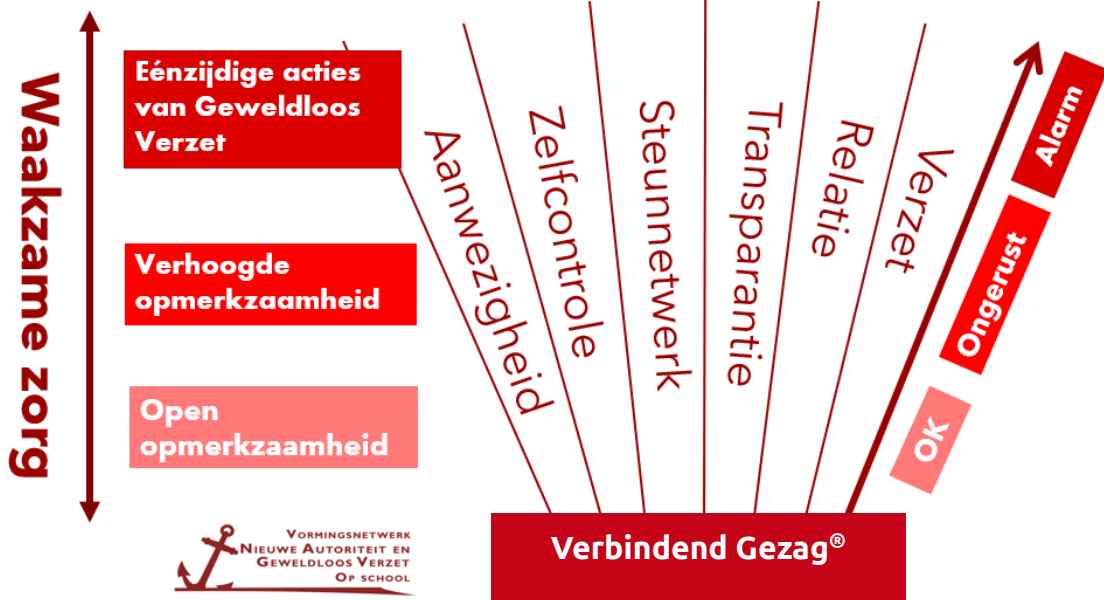 Waakzame zorg
Eénzijdige acties
van Geweldloos
Verzet
Verhoogde
opmerkzaamheid
Open
opmerkzaamheid
Aanwezigheid
Zelfcontrole
Steunnetwerk
Transparantie
Relatie
Verzet
Alarm
Ongerust
OK
Verbindend Gezag®
VORMINGSNETWERK
NIEUWE AUTORITEIT EN
GEWELDLOOS VERZET
OP SCHOOL